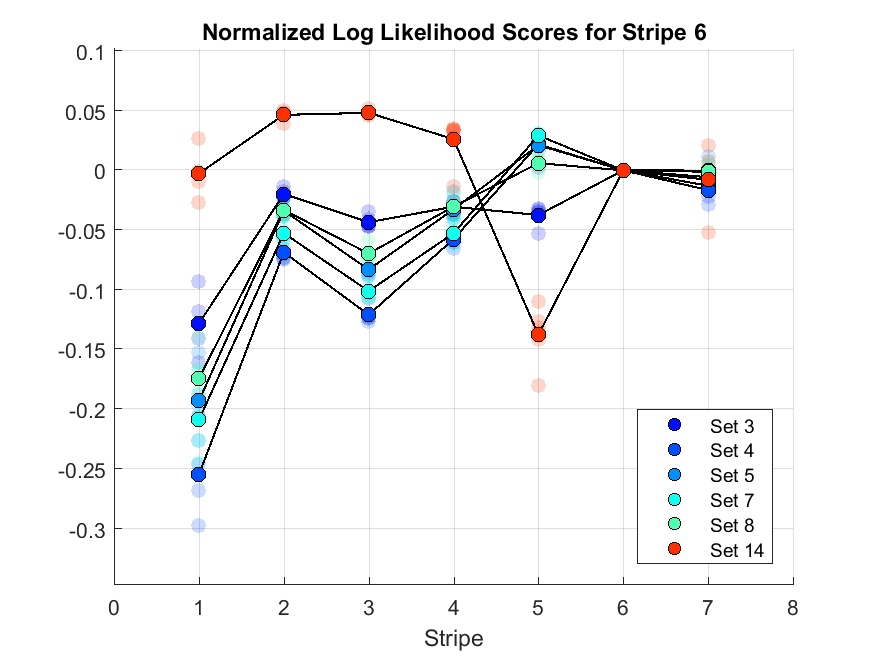 Normalized Log Likelihood Scores for Stripe 6
0.1
0.05
0
-0.05
-0.1
-0.15
-0.2
-0.25
-0.3
Set 3
Set 4
Set 5
Set 7
Set 8
Set 14
0 1 2 3 4 5 6 7 8
Stripe